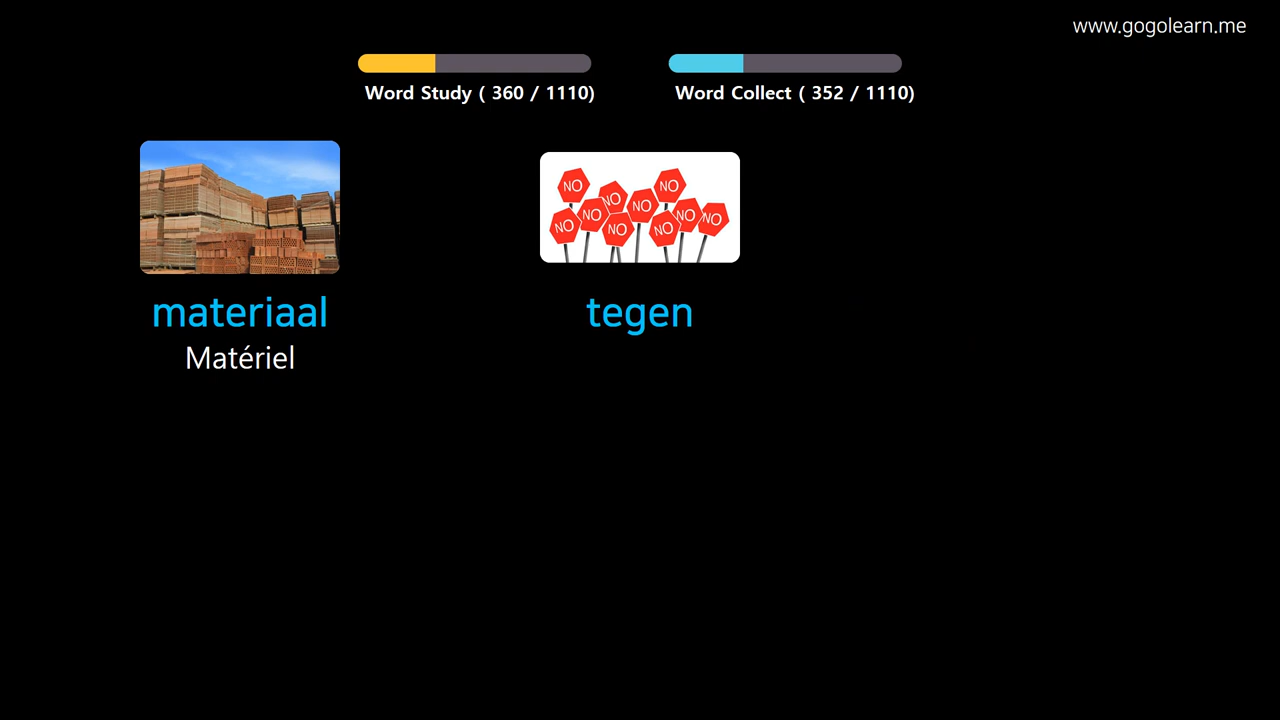 www.gogolearn.me
Word Study ( 360 / 1110)
Word Collect ( 352 / 1110)
NO
NO
NO
NO
NO
NO
NO
NO
NO
NO
materiaal
tegen
Matériel